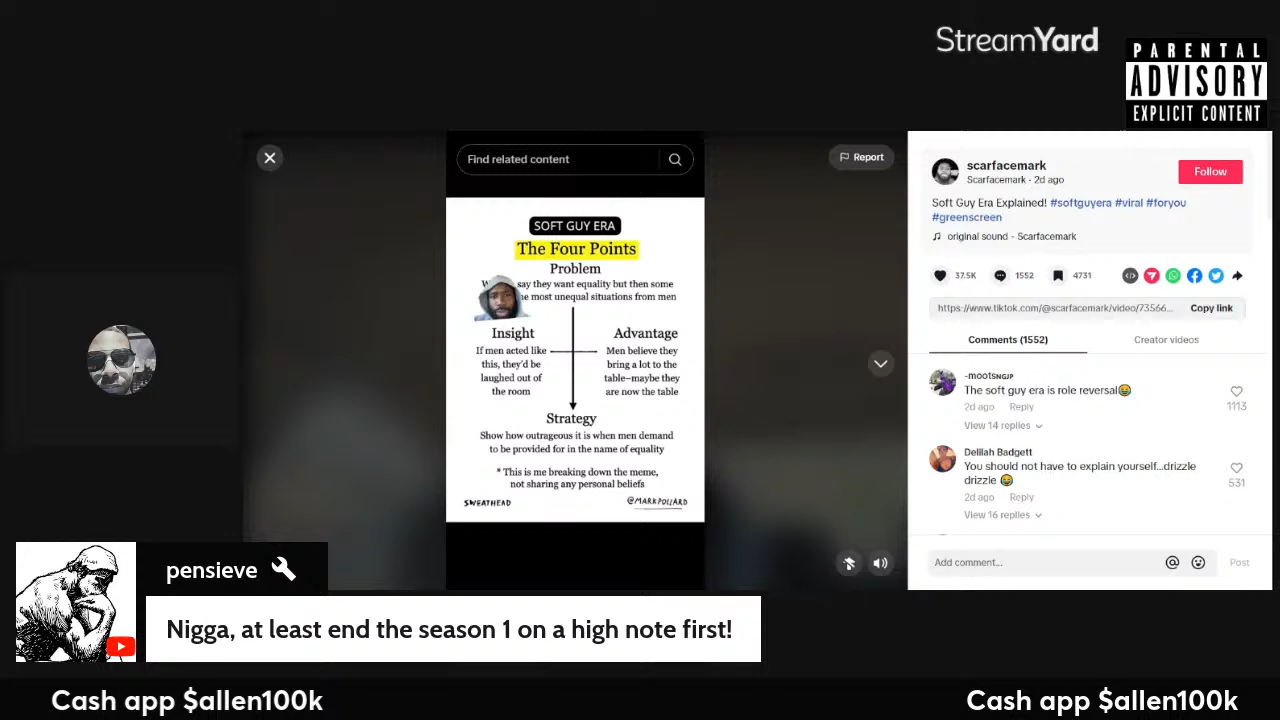 StreamYard
PARENTAL
ADVISORY
EXPLICIT CONTENT
Find related content
Report
SOFT GUY ERA
The Four Points
Problem
say they want equality but then some
most unequal situations from men
Insight
If men acted like
this, they'd be
laughed out of
the room
Advantage
Men believe they
bring a lot to the
table—maybe they
are now the table
Strategy
Show how outrageous it is when men demand
to be provided for in the name of equality
* This is me breaking down the meme,
not sharing any personal beliefs
SWEATHEAD
@MARKPOLLARD
scarfacemark
Scarfacemark · 2d ago
Follow
Soft Guy Era Explained! #softguyera #viral #foryou
#greenscreen
original sound - Scarfacemark
37.5K
1552
4731
https://www.tiktok.com/@scarfacemark/video/73566...
Copy link
Comments (1552)
Creator videos
-mootsNGJP
The soft guy era is role reversal😂
2d ago Reply
1113
View 14 replies
Delilah Badgett
You should not have to explain yourself...drizzle
drizzle 😂
531
2d ago Reply
View 16 replies
Add comment...
Post
pensieve
Nigga, at least end the season 1 on a high note first!
Cash app $allen100k
Cash app $allen100k